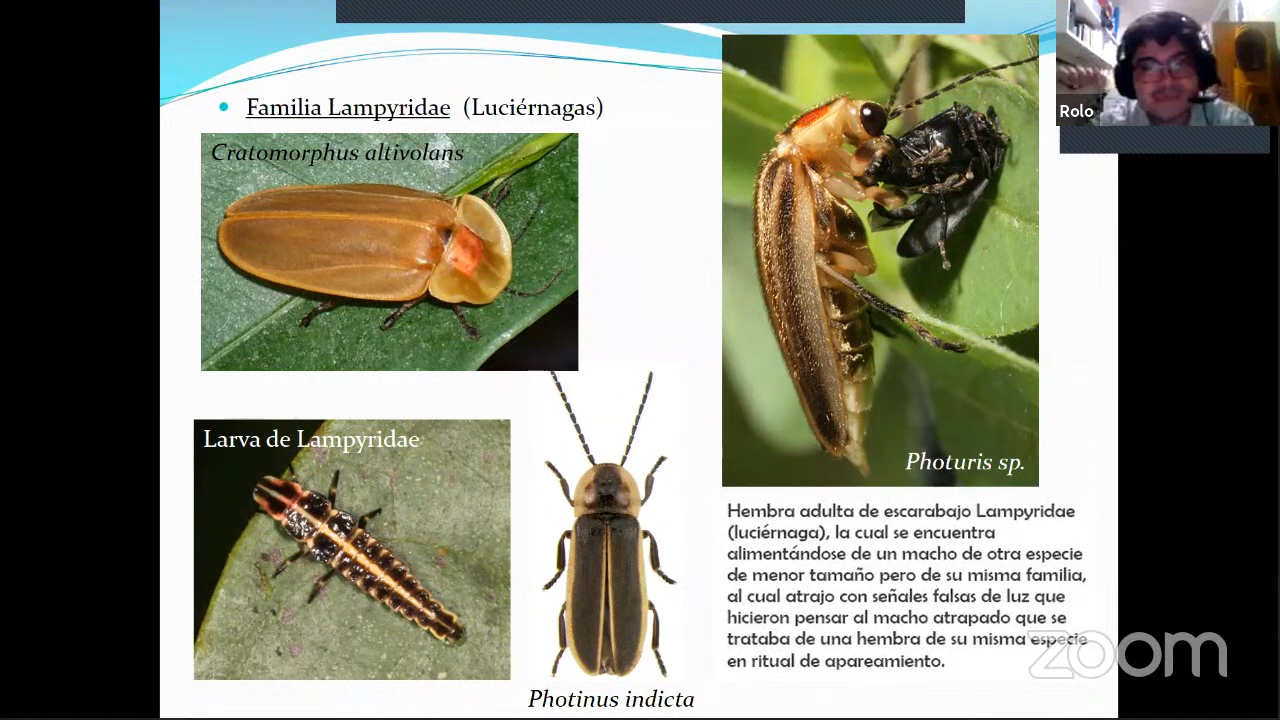 Familia Lampyridae (Luciérnagas)
Cratomorphus altivolans
Larva de Lampyridae
Photinus indicta
Photuris sp.
Hembra adulta de escarabajo Lampyridae
(luciérnaga), la cual se encuentra
alimentándose de un macho de otra especie
de menor tamaño pero de su misma familia,
al cual atrajo con señales falsas de luz que
hicieron pensar al macho atrapado que se
trataba de una hembra de su misma especie
en ritual de apareamiento.
Rolo
zoom